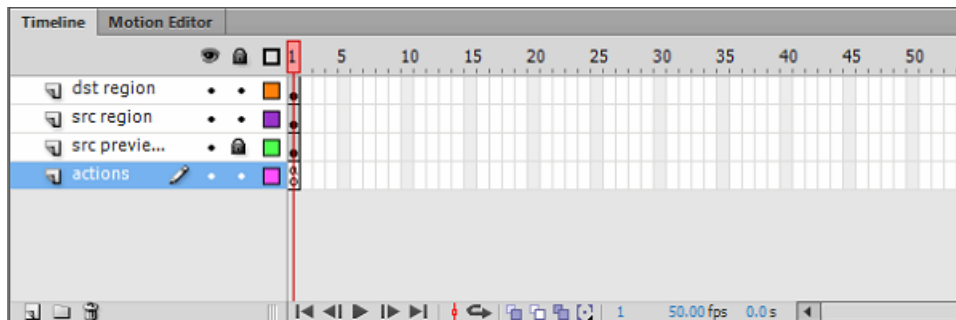 Timeline Motion Editor
1 5 10 15 20 25 30 35 40 45 50
dst region
src region
src previe...
actions
1 50.00 fps 0.0 s